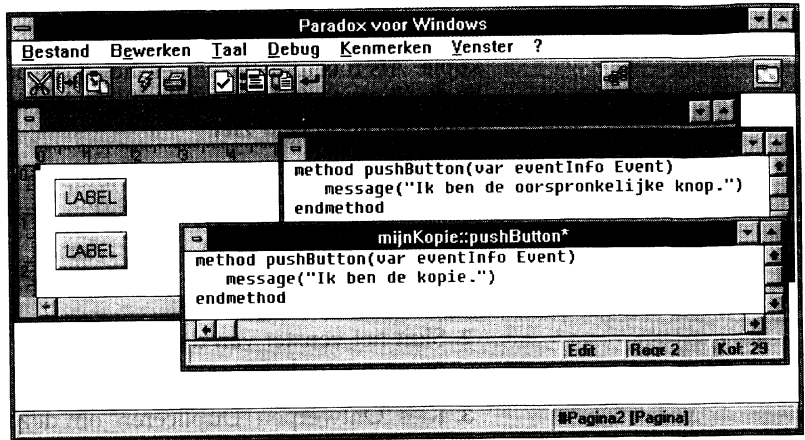 Paradox voor Windows
Bestand Bewerken Taal Debug Kenmerken Venster ?
method pushButton(var eventInfo Event)
message("Ik ben de oorspronkelijke knop.")
endmethod
LABEL
LABEL
mijnKopie::pushButton*
method pushButton(var eventInfo Event)
message("Ik ben de kopie.")
endmethod
Edit Rege 2 Kol: 29
#Pagina2 [Pagina]